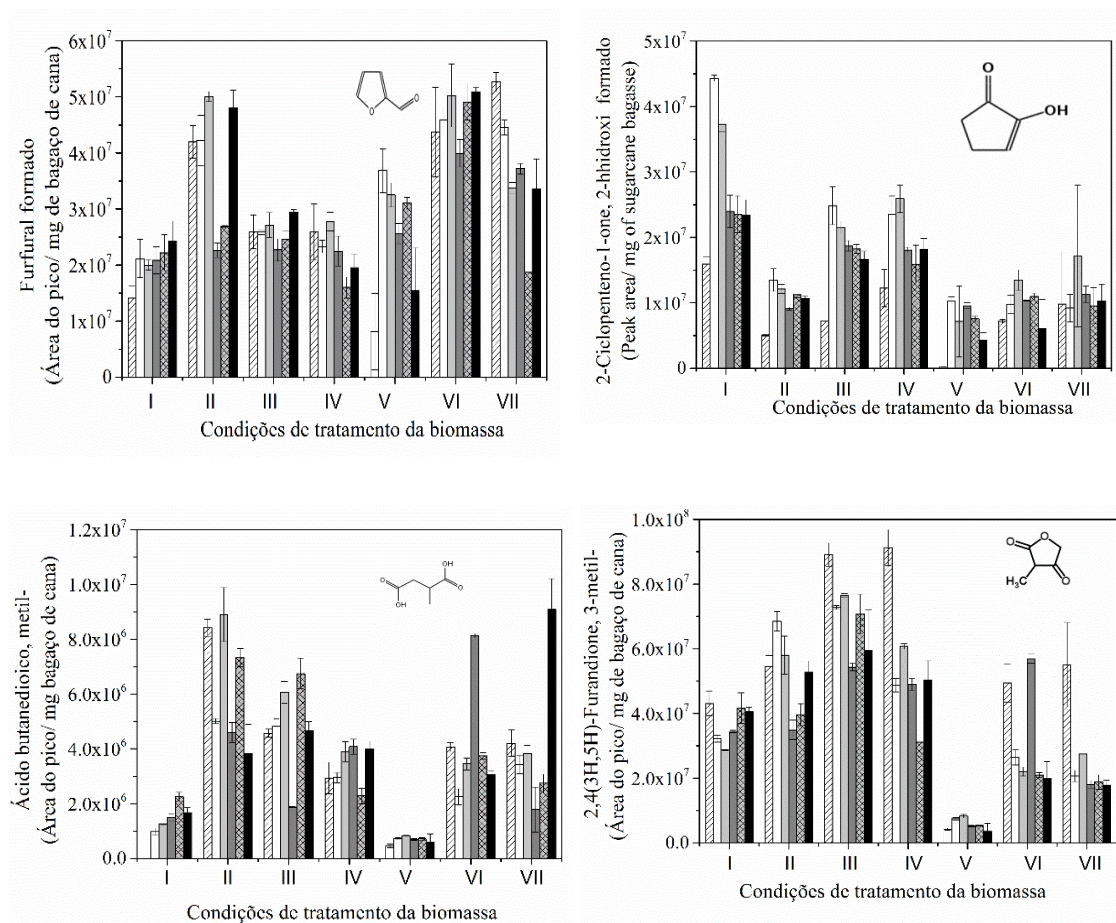 Furfural formado
(Área do pico/ mg de bagaço de cana)
6x10⁷
5x10⁷
4x10⁷
3x10⁷
2x10⁷
1x10⁷
0
O
O
I II III IV V VI VII
Condições de tratamento da biomassa
2-Ciclopenteno-1-one, 2-hhidroxi formado
(Peak area/ mg of sugarcane bagasse)
5x10⁷
4x10⁷
3x10⁷
2x10⁷
1x10⁷
0
O
OH
I II III IV V VI VII
Condições de tratamento da biomassa
Ácido butanedioico, metil-
(Área do pico/ mg bagaço de cana)
1.2x10⁷
1.0x10⁷
8.0x10⁶
6.0x10⁶
4.0x10⁶
2.0x10⁶
0.0
OH
O
O
OH
I II III IV V VI VII
Condições de tratamento da biomassa
2,4(3H,5H)-Furandione, 3-metil-
(Área do pico/ mg de bagaço de cana)
1.0x10⁸
8.0x10⁷
6.0x10⁷
4.0x10⁷
2.0x10⁷
0.0
O
O
H₃C
O
I II III IV V VI VII
Condições de tratamento da biomassa